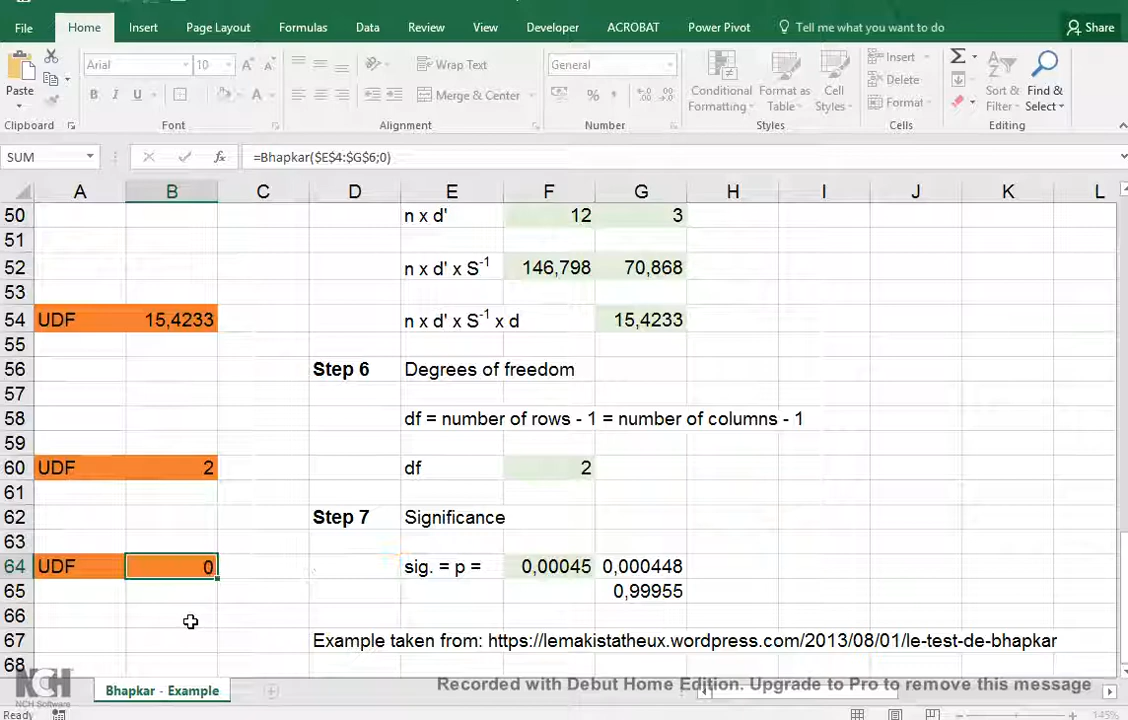 File Home Insert Page Layout Formulas Data Review View Developer ACROBAT Power Pivot Tell me what you want to do Share
Arial 10 Wrap Text General Insert
Paste Conditional Format as Cell Delete Sort & Find &
B I U Merge & Center % Formatting Table Styles Format Filter Select
Clipboard Font Alignment Number Styles Cells Editing
SUM fx =Bhapkar($E$4:$G$6;0)
A B C D E F G H I J K L
50 n x d' 12 3
51
52 n x d' x S-1 146,798 70,868
53
54 UDF 15,4233 n x d' x S-1 x d 15,4233
55
56 Step 6 Degrees of freedom
57
58 df = number of rows - 1 = number of columns - 1
59
60 UDF 2 df 2
61
62 Step 7 Significance
63
64 UDF 0 sig. = p = 0,00045 0,000448
65 0,99955
66
67 Example taken from: https://lemakistatheux.wordpress.com/2013/08/01/le-test-de-bhapkar
68
NCH Bhapkar - Example Recorded with Debut Home Edition. Upgrade to Pro to remove this message
NCH Software
Ready 145%